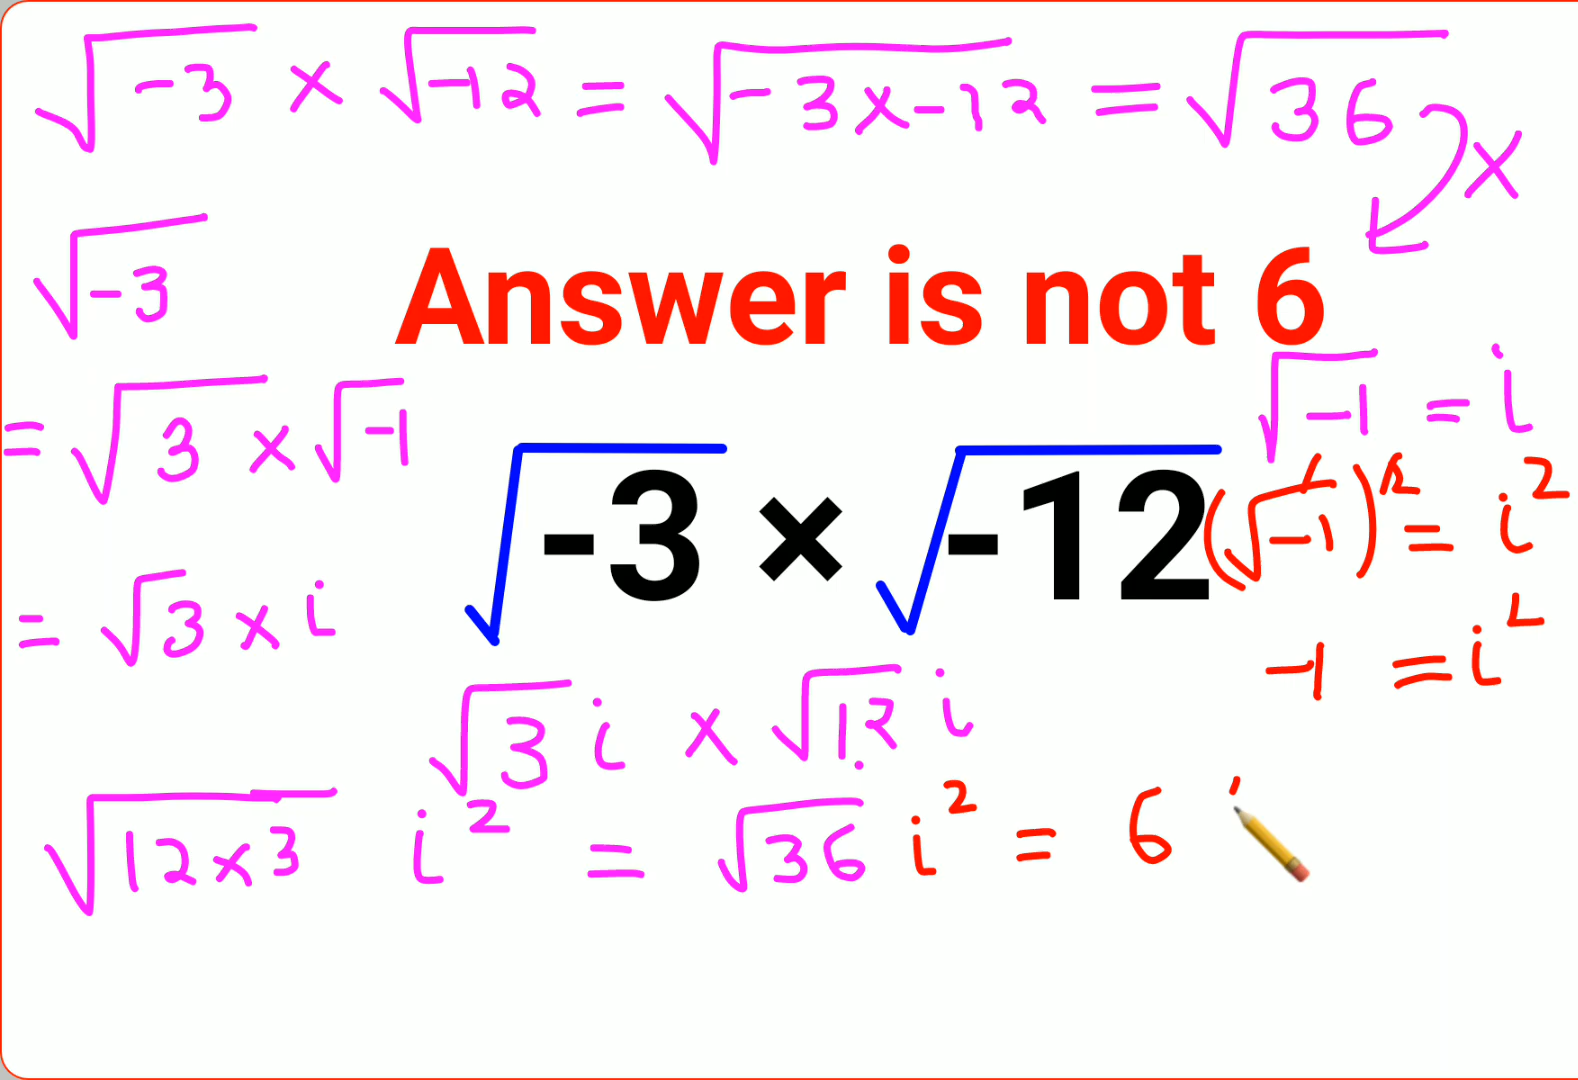 √-3 × √-12 = √-3×-12 = √36 ×
√-3
Answer is not 6
= √3 × √-1
√-1 = i
√-3 × √-12
(√-1)² = i²
= √3 × i
-1 = i²
√3 i × √12 i
√12×3 i² = √36 i² = 6